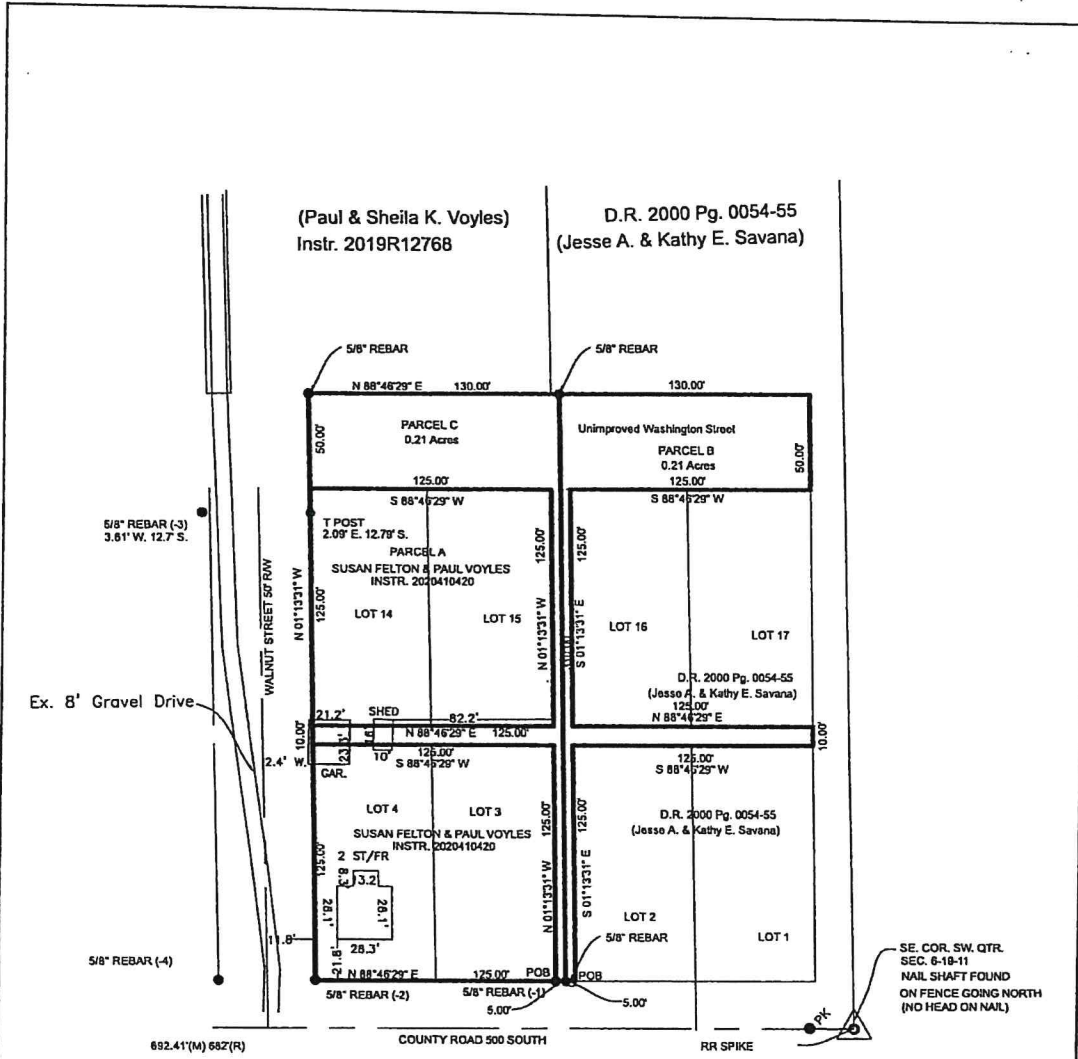 (Paul & Sheila K. Voyles)
Instr. 2019R12768
D.R. 2000 Pg. 0054-55
(Jesse A. & Kathy E. Savana)
5/8" REBAR
5/8" REBAR
N 88°46'29" E 130.00'
130.00'
PARCEL C
0.21 Acres
50.00'
Unimproved Washington Street
PARCEL B
0.21 Acres
50.00'
125.00'
S 88°46'29" W
125.00'
S 88°46'29" W
5/8" REBAR (-3)
3.61' W. 12.7' S.
T POST
2.09' E. 12.79' S.
PARCEL A
SUSAN FELTON & PAUL VOYLES
INSTR. 2020410420
WALNUT STREET 50' R/W
N 01°13'31" W
125.00'
125.00'
N 01°13'31" W
125.00'
S 01°13'31" E
LOT 14
LOT 15
LOT 16
LOT 17
D.R. 2000 Pg. 0054-55
(Jesse A. & Kathy E. Savana)
125.00'
N 88°46'29" E
Ex. 8' Gravel Drive
21.2'
SHED
82.2'
10.00'
23.5'
16'
10'
N 88°46'29" E 125.00'
10.00'
2.4' W.
GAR.
125.00'
S 88°46'29" W
125.00'
S 88°46'29" W
LOT 4
LOT 3
SUSAN FELTON & PAUL VOYLES
INSTR. 2020410420
D.R. 2000 Pg. 0054-55
(Jesse A. & Kathy E. Savana)
125.00'
125.00'
N 01°13'31" W
125.00'
S 01°13'31" E
2 ST/FR
8.3'
13.2'
26.1'
26.1'
28.3'
11.8'
21.8'
LOT 2
LOT 1
5/8" REBAR
5/8" REBAR (-4)
N 88°46'29" E 125.00'
POB
POB
5/8" REBAR (-2)
5/8" REBAR (-1)
5.00'
5.00'
SE. COR. SW. QTR.
SEC. 6-18-11
NAIL SHAFT FOUND
ON FENCE GOING NORTH
(NO HEAD ON NAIL)
PK
692.41'(M) 682'(R)
COUNTY ROAD 500 SOUTH
RR SPIKE